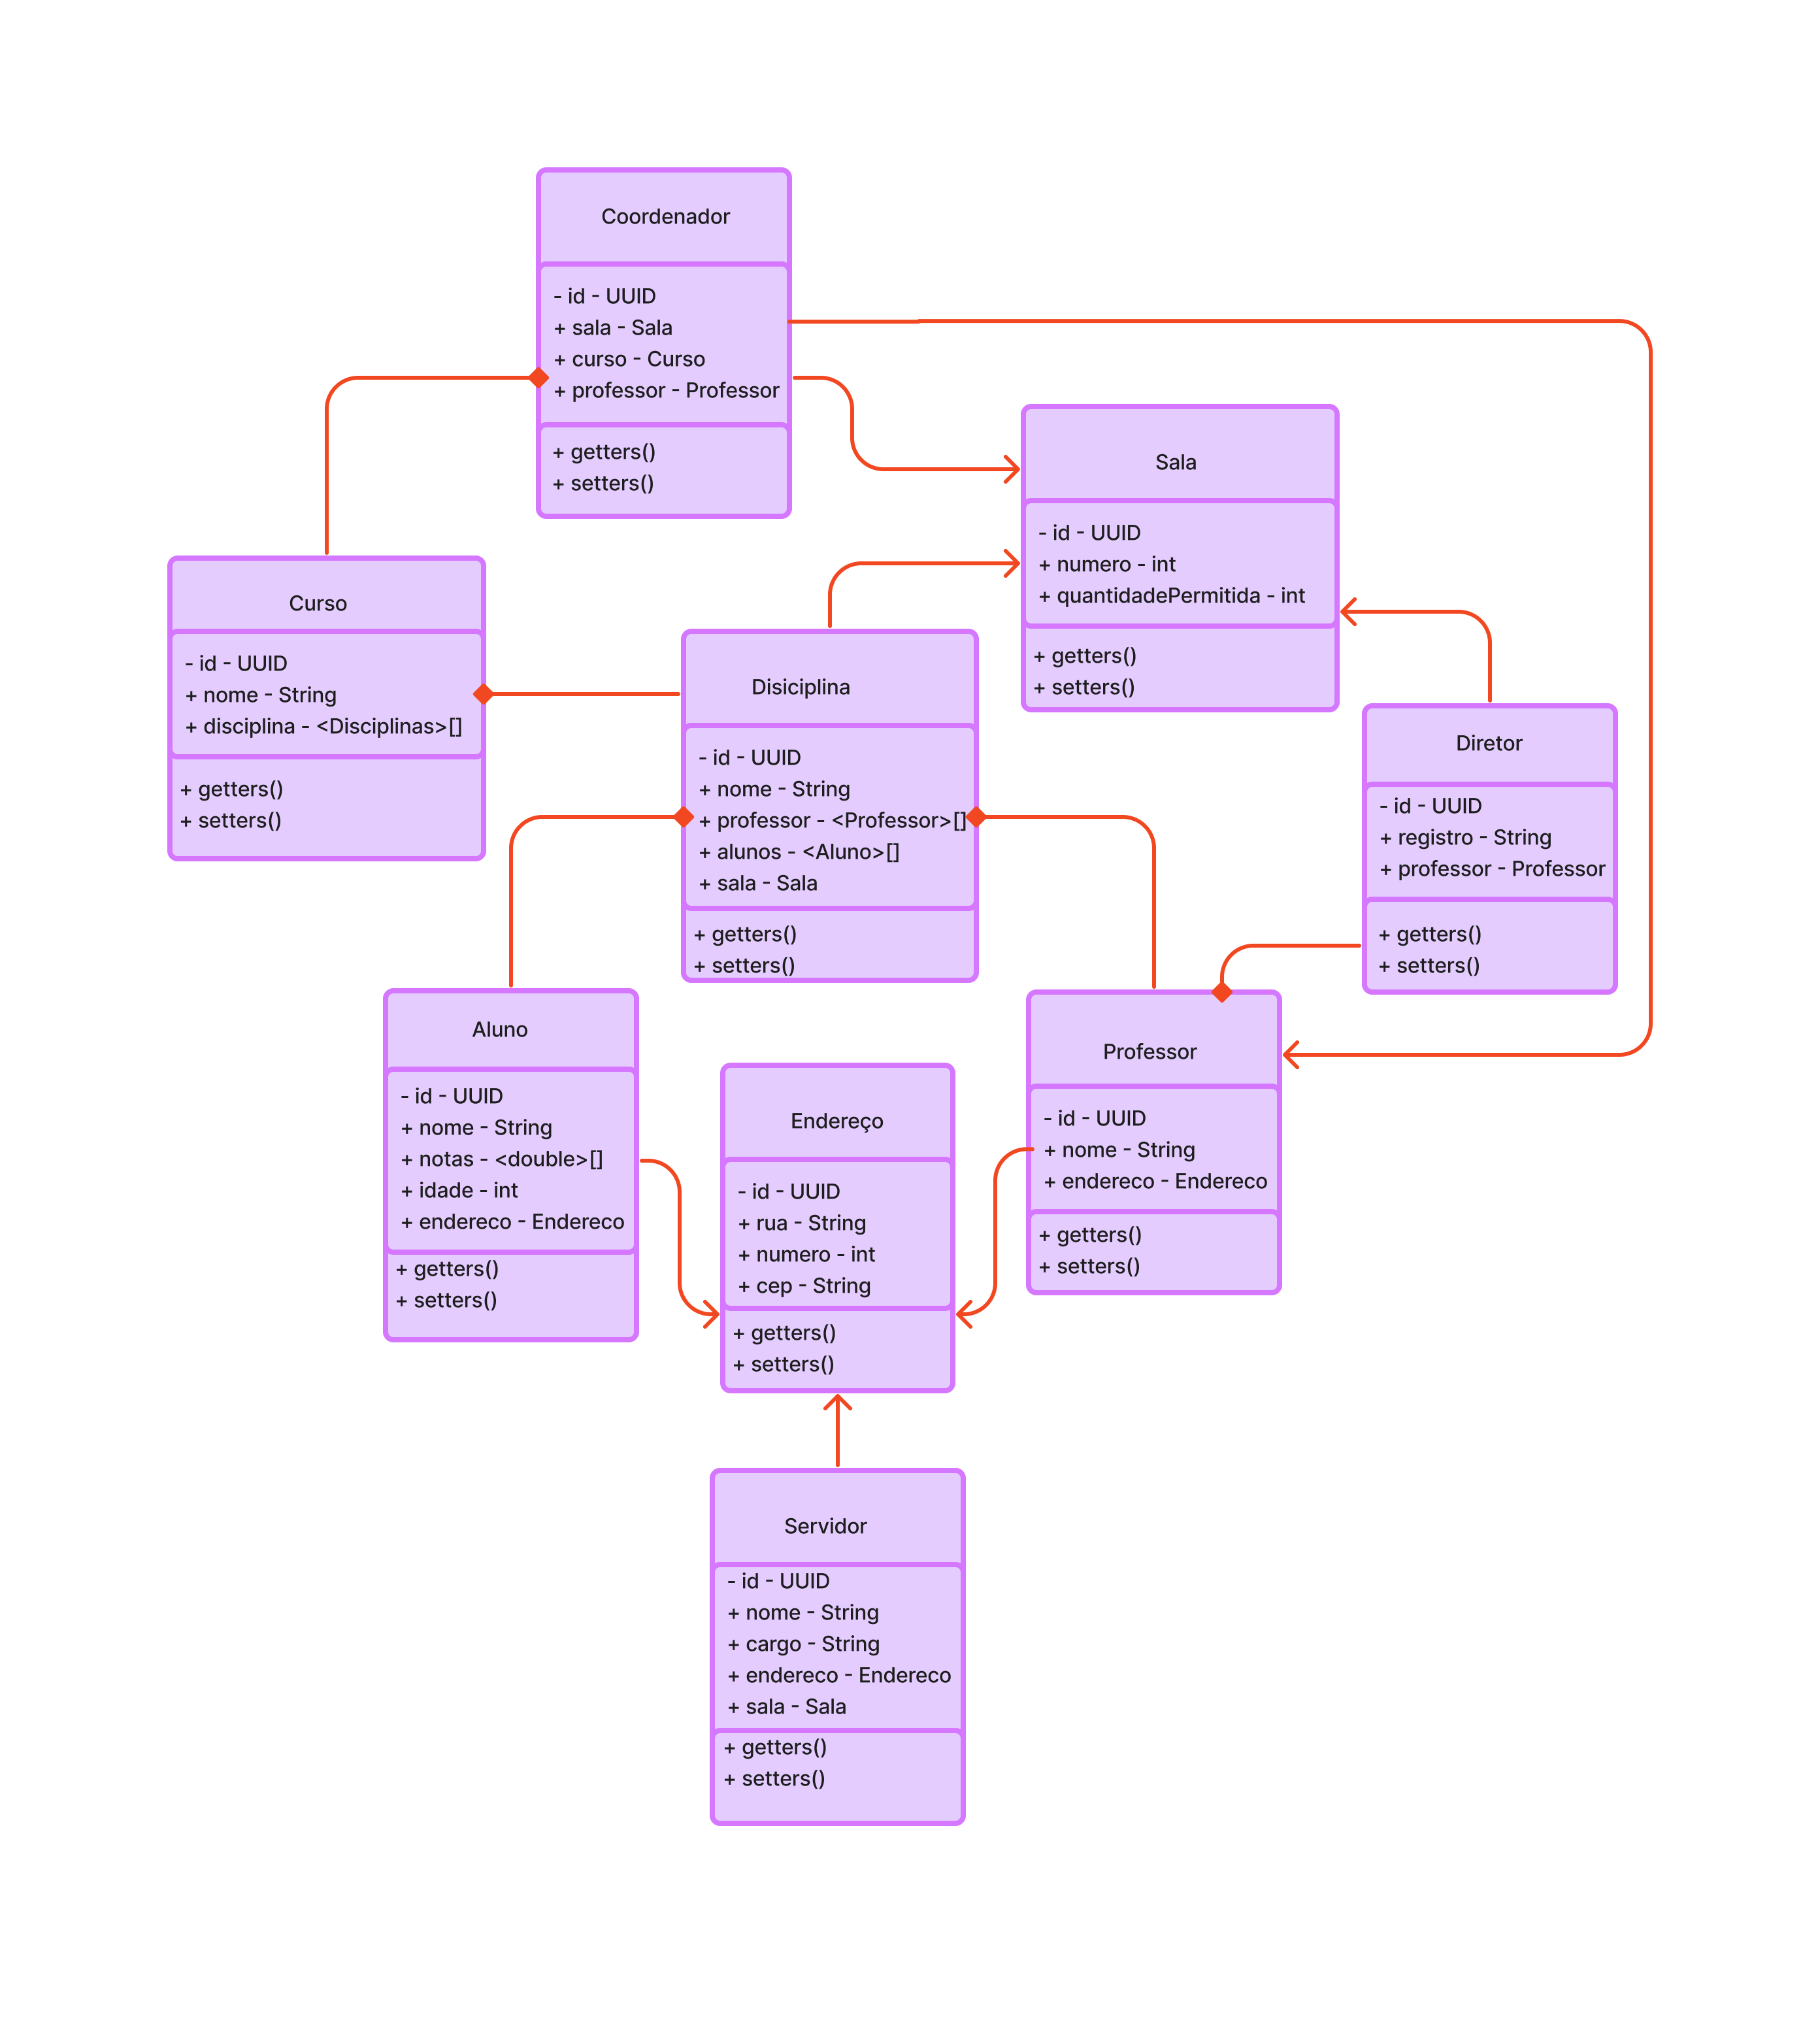 Coordenador
- id - UUID
+ sala - Sala
+ curso - Curso
+ professor - Professor
+ getters()
+ setters()
Sala
- id - UUID
+ numero - int
+ quantidadePermitida - int
+ getters()
+ setters()
Curso
- id - UUID
+ nome - String
+ disciplina - <Disciplinas>[]
+ getters()
+ setters()
Disiciplina
- id - UUID
+ nome - String
+ professor - <Professor>[]
+ alunos - <Aluno>[]
+ sala - Sala
+ getters()
+ setters()
Diretor
- id - UUID
+ registro - String
+ professor - Professor
+ getters()
+ setters()
Aluno
- id - UUID
+ nome - String
+ notas - <double>[]
+ idade - int
+ endereco - Endereco
+ getters()
+ setters()
Endereço
- id - UUID
+ rua - String
+ numero - int
+ cep - String
+ getters()
+ setters()
Professor
- id - UUID
+ nome - String
+ endereco - Endereco
+ getters()
+ setters()
Servidor
- id - UUID
+ nome - String
+ cargo - String
+ endereco - Endereco
+ sala - Sala
+ getters()
+ setters()